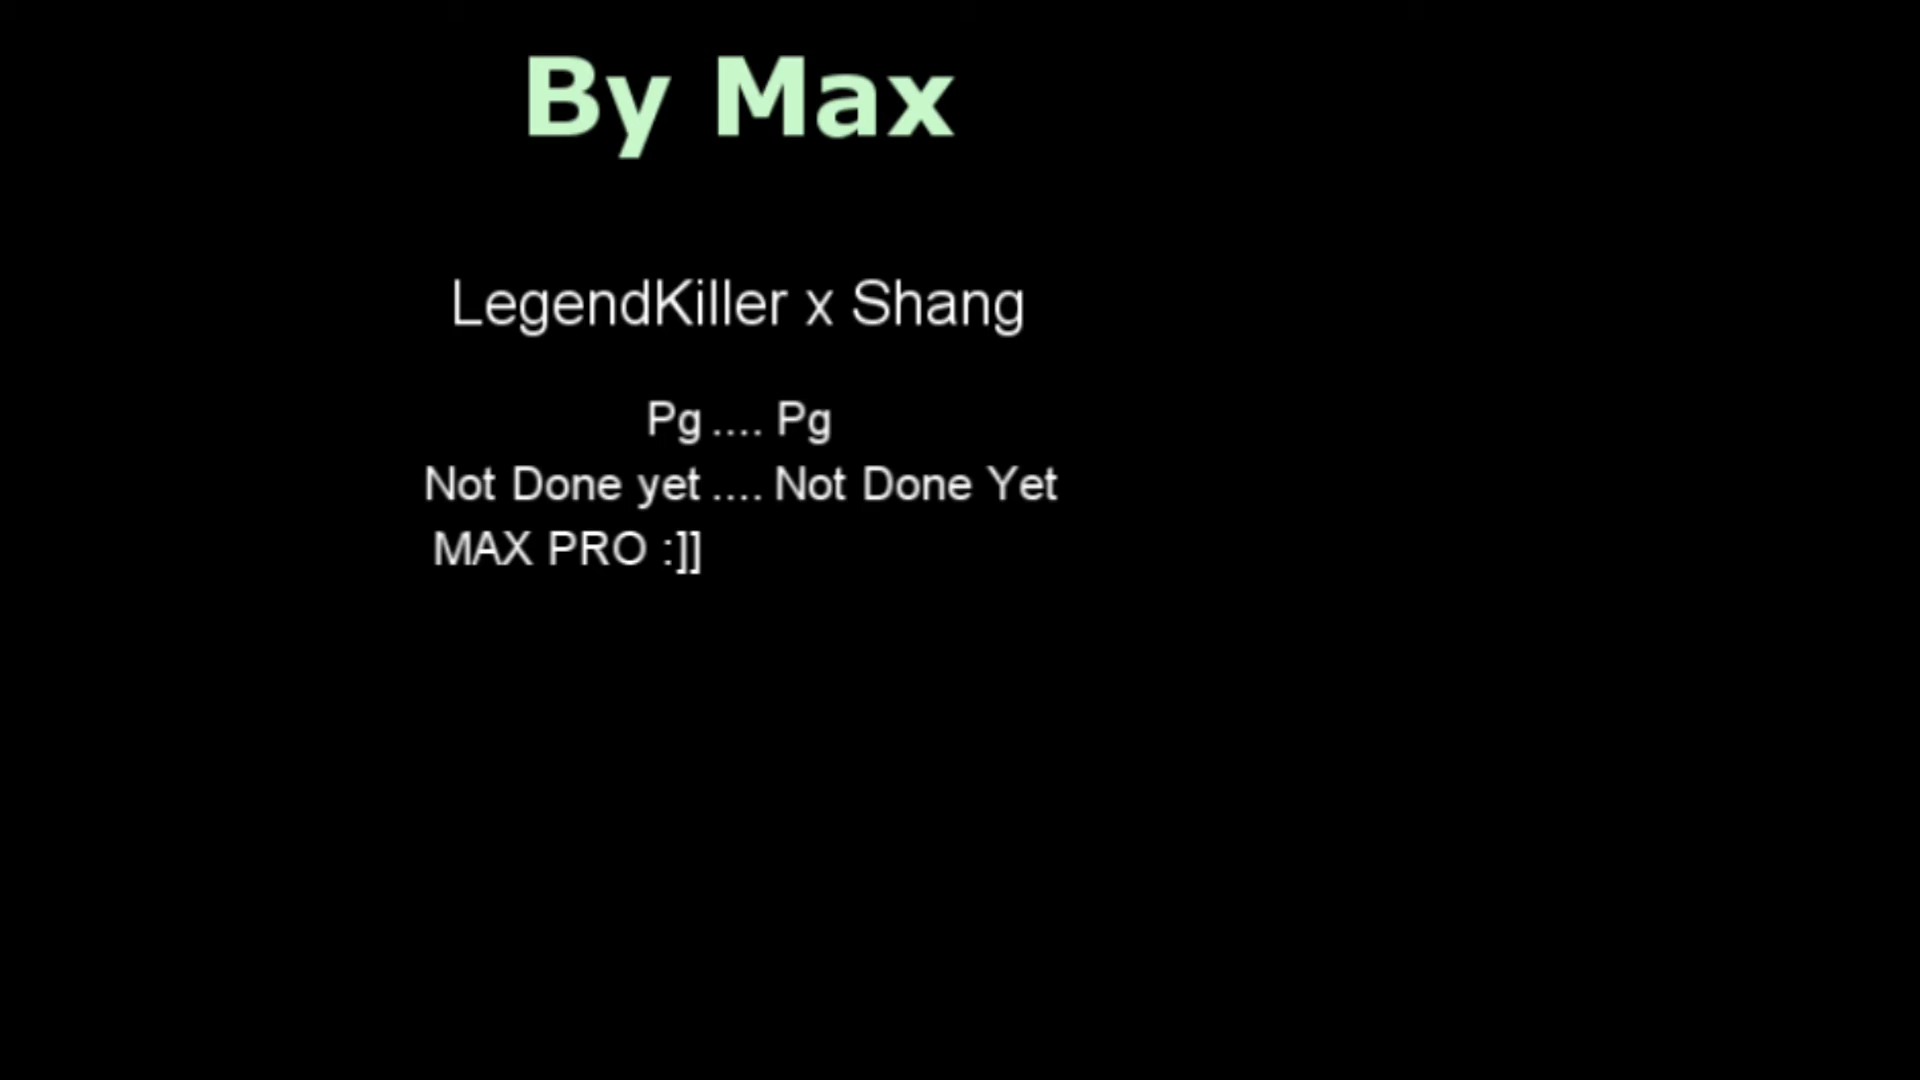 By Max
LegendKiller x Shang
Pg .... Pg
Not Done yet .... Not Done Yet
MAX PRO :]]